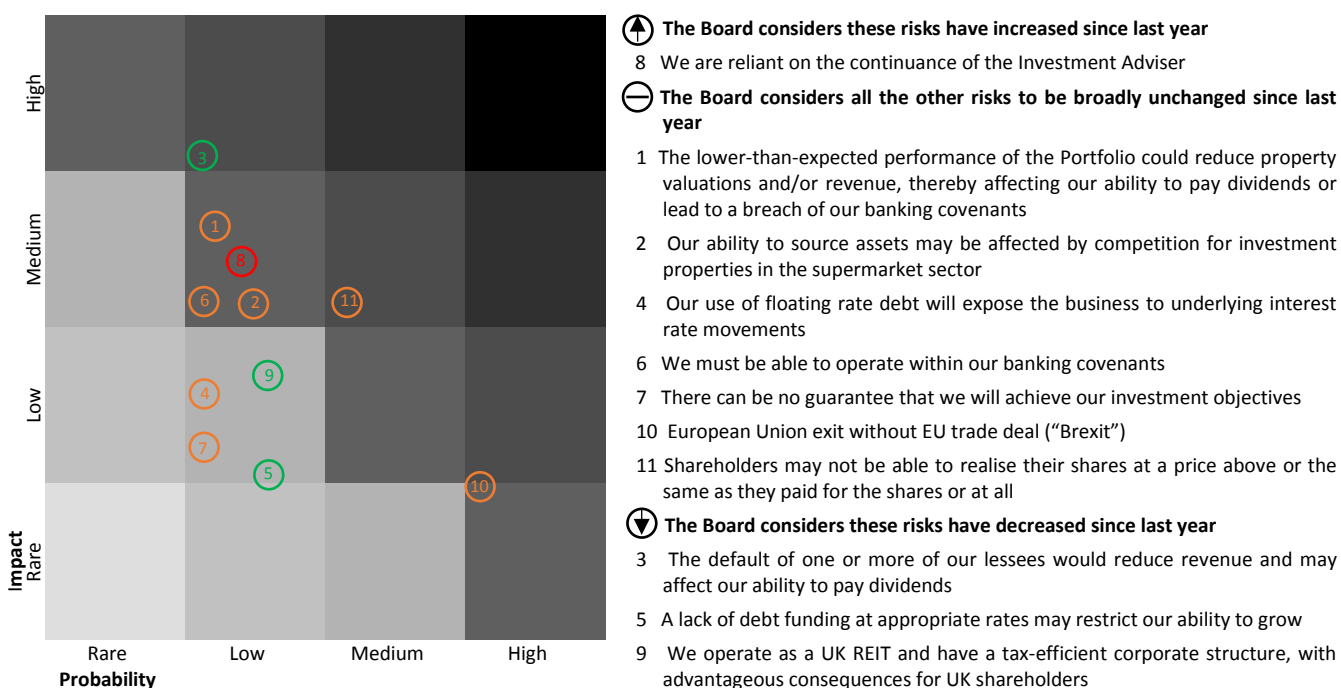 High
Medium
Low
Rare
Impact
3
1
8
6
2
11
9
4
7
5
10
Rare
Low
Medium
High
Probability
The Board considers these risks have increased since last year
8 We are reliant on the continuance of the Investment Adviser
The Board considers all the other risks to be broadly unchanged since last
year
1 The lower-than-expected performance of the Portfolio could reduce property
valuations and/or revenue, thereby affecting our ability to pay dividends or
lead to a breach of our banking covenants
2 Our ability to source assets may be affected by competition for investment
properties in the supermarket sector
4 Our use of floating rate debt will expose the business to underlying interest
rate movements
6 We must be able to operate within our banking covenants
7 There can be no guarantee that we will achieve our investment objectives
10 European Union exit without EU trade deal (“Brexit”)
11 Shareholders may not be able to realise their shares at a price above or the
same as they paid for the shares or at all
The Board considers these risks have decreased since last year
3 The default of one or more of our lessees would reduce revenue and may
affect our ability to pay dividends
5 A lack of debt funding at appropriate rates may restrict our ability to grow
9 We operate as a UK REIT and have a tax-efficient corporate structure, with
advantageous consequences for UK shareholders